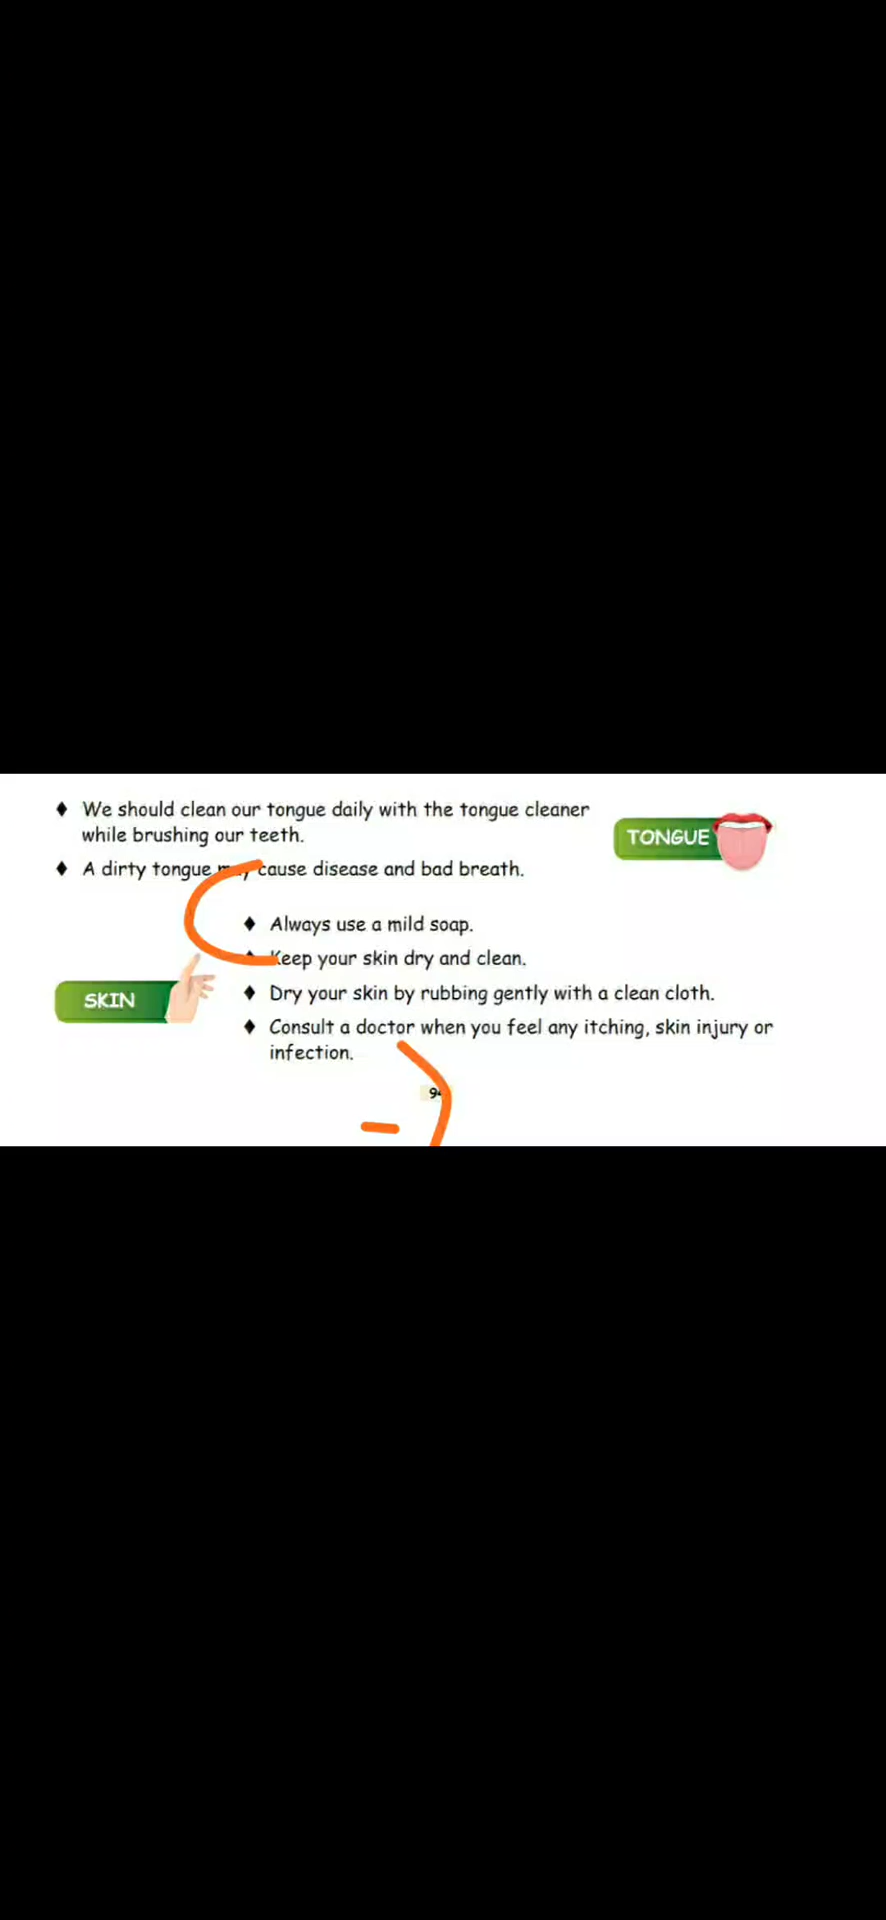 ♦ We should clean our tongue daily with the tongue cleaner
while brushing our teeth.
TONGUE
♦ A dirty tongue cause disease and bad breath.
♦ Always use a mild soap.
♦ Keep your skin dry and clean.
SKIN
♦ Dry your skin by rubbing gently with a clean cloth.
♦ Consult a doctor when you feel any itching, skin injury or
infection.